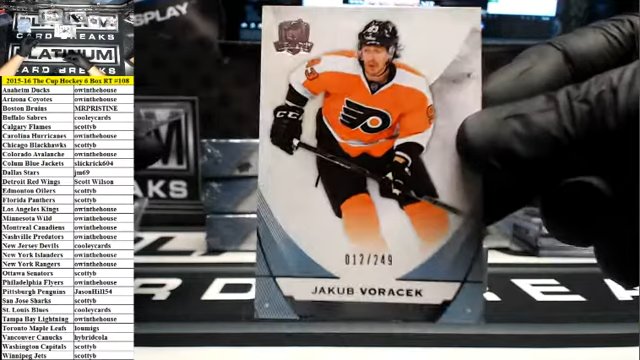 CARD BREAKS
PLATINUM
CARD BREAKS
2015-16 The Cup Hockey 6 Box RT #108
Anaheim Ducks owinthehouse
Arizona Coyotes owinthehouse
Boston Bruins MRPRISTINE
Buffalo Sabres cooleycards
Calgary Flames scottyb
Carolina Hurricanes owinthehouse
Chicago Blackhawks scottyb
Colorado Avalanche owinthehouse
Colum Blue Jackets slickrick604
Dallas Stars jm69
Detroit Red Wings Scott Wilson
Edmonton Oilers scottyb
Florida Panthers scottyb
Los Angeles Kings owinthehouse
Minnesota Wild owinthehouse
Montreal Canadiens owinthehouse
Nashville Predators owinthehouse
New Jersey Devils cooleycards
New York Islanders owinthehouse
New York Rangers owinthehouse
Ottawa Senators scottyb
Philadelphia Flyers owinthehouse
Pittsburgh Penguins JasonHill54
San Jose Sharks scottyb
St. Louis Blues cooleycards
Tampa Bay Lightning owinthehouse
Toronto Maple Leafs loumigs
Vancouver Canucks hybridcola
Washington Capitals scottyb
Winnipeg Jets scottyb
DISPLAY
BREAKS
CCM
012/249
JAKUB VORACEK